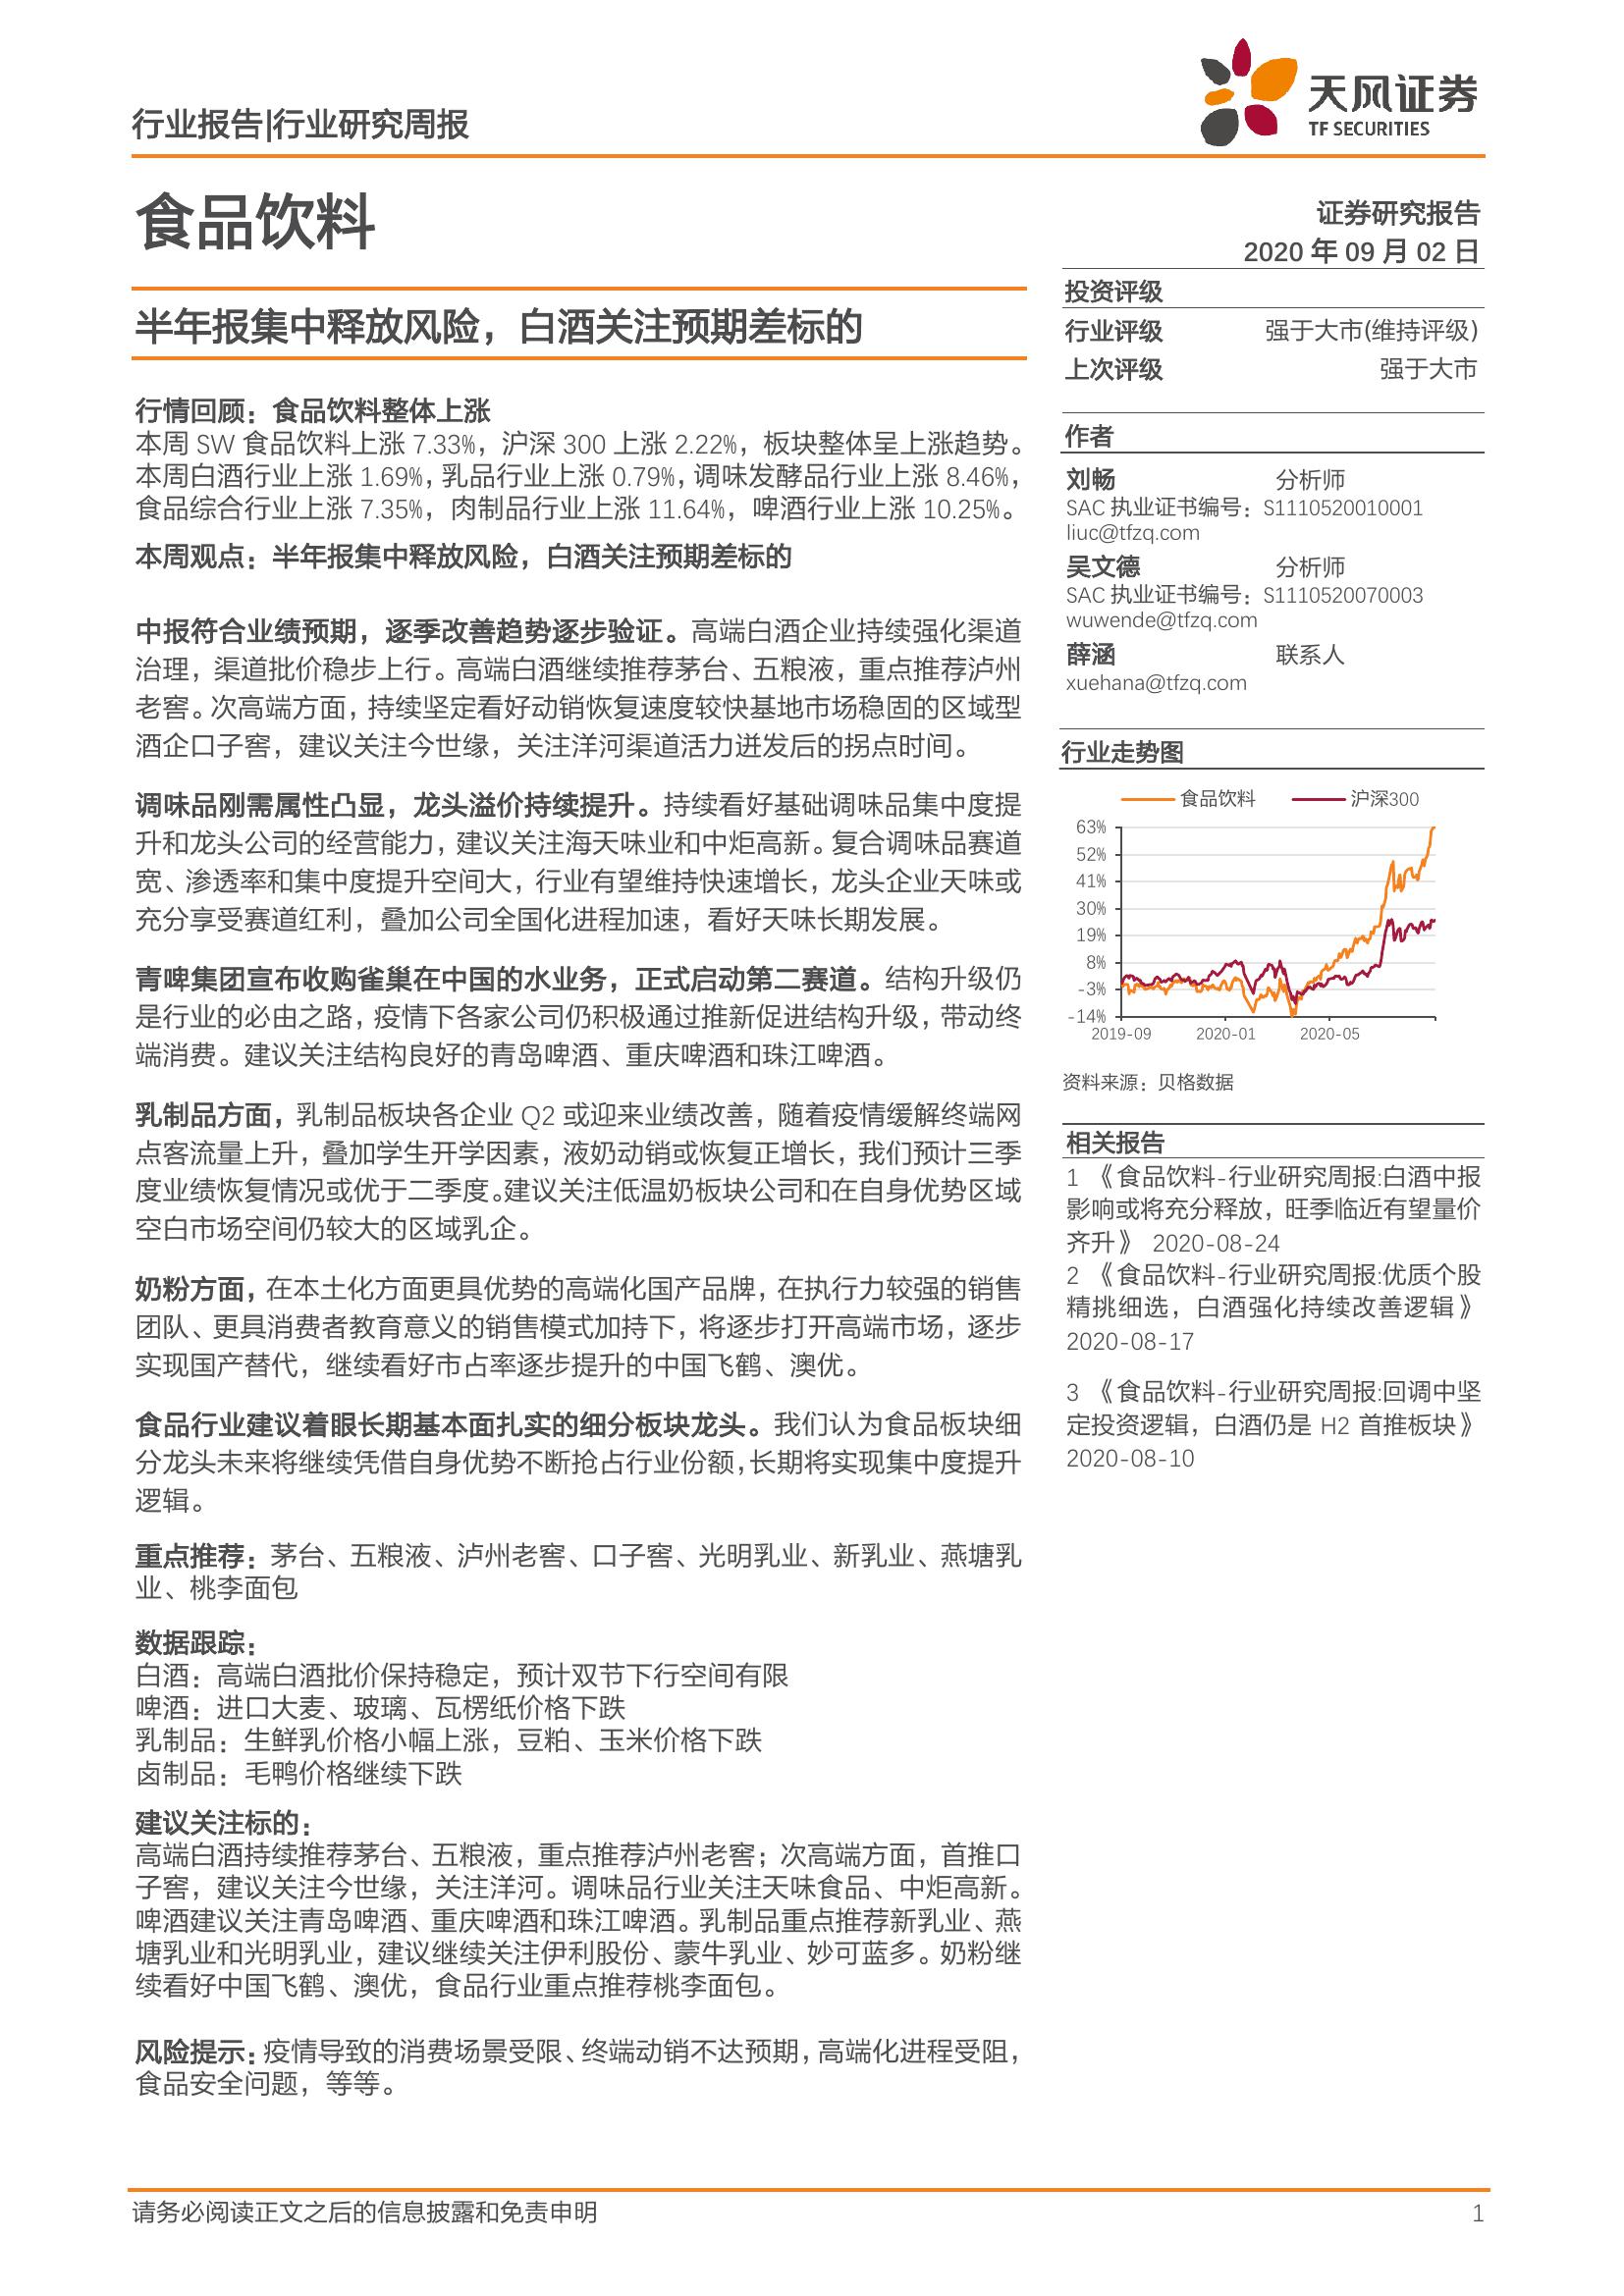 行业报告|行业研究周报
天风证券
TF SECURITIES
食品饮料
证券研究报告
2020 年 09 月 02 日
半年报集中释放风险，白酒关注预期差标的
行情回顾：食品饮料整体上涨
本周 SW 食品饮料上涨 7.33%，沪深 300 上涨 2.22%，板块整体呈上涨趋势。
本周白酒行业上涨 1.69%，乳品行业上涨 0.79%，调味发酵品行业上涨 8.46%，
食品综合行业上涨 7.35%，肉制品行业上涨 11.64%，啤酒行业上涨 10.25%。
本周观点：半年报集中释放风险，白酒关注预期差标的
中报符合业绩预期，逐季改善趋势逐步验证。高端白酒企业持续强化渠道
治理，渠道批价稳步上行。高端白酒继续推荐茅台、五粮液，重点推荐泸州
老窖。次高端方面，持续坚定看好动销恢复速度较快基地市场稳固的区域型
酒企口子窖，建议关注今世缘，关注洋河渠道活力迸发后的拐点时间。
调味品刚需属性凸显，龙头溢价持续提升。持续看好基础调味品集中度提
升和龙头公司的经营能力，建议关注海天味业和中炬高新。复合调味品赛道
宽、渗透率和集中度提升空间大，行业有望维持快速增长，龙头企业天味或
充分享受赛道红利，叠加公司全国化进程加速，看好天味长期发展。
青啤集团宣布收购雀巢在中国的水业务，正式启动第二赛道。结构升级仍
是行业的必由之路，疫情下各家公司仍积极通过推新促进结构升级，带动终
端消费。建议关注结构良好的青岛啤酒、重庆啤酒和珠江啤酒。
乳制品方面，乳制品板块各企业 Q2 或迎来业绩改善，随着疫情缓解终端网
点客流量上升，叠加学生开学因素，液奶动销或恢复正增长，我们预计三季
度业绩恢复情况或优于二季度。建议关注低温奶板块公司和在自身优势区域
空白市场空间仍较大的区域乳企。
奶粉方面，在本土化方面更具优势的高端化国产品牌，在执行力较强的销售
团队、更具消费者教育意义的销售模式加持下，将逐步打开高端市场，逐步
实现国产替代，继续看好市占率逐步提升的中国飞鹤、澳优。
食品行业建议着眼长期基本面扎实的细分板块龙头。我们认为食品板块细
分龙头未来将继续凭借自身优势不断抢占行业份额，长期将实现集中度提升
逻辑。
重点推荐：茅台、五粮液、泸州老窖、口子窖、光明乳业、新乳业、燕塘乳
业、桃李面包
数据跟踪：
白酒：高端白酒批价保持稳定，预计双节下行空间有限
啤酒：进口大麦、玻璃、瓦楞纸价格下跌
乳制品：生鲜乳价格小幅上涨，豆粕、玉米价格下跌
卤制品：毛鸭价格继续下跌
建议关注标的：
高端白酒持续推荐茅台、五粮液，重点推荐泸州老窖；次高端方面，首推口
子窖，建议关注今世缘，关注洋河。调味品行业关注天味食品、中炬高新。
啤酒建议关注青岛啤酒、重庆啤酒和珠江啤酒。乳制品重点推荐新乳业、燕
塘乳业和光明乳业，建议继续关注伊利股份、蒙牛乳业、妙可蓝多。奶粉继
续看好中国飞鹤、澳优，食品行业重点推荐桃李面包。
风险提示：疫情导致的消费场景受限、终端动销不达预期，高端化进程受阻，
食品安全问题，等等。
投资评级
行业评级 强于大市(维持评级)
上次评级 强于大市
作者
刘畅 分析师
SAC 执业证书编号：S1110520010001
liuc@tfzq.com
吴文德 分析师
SAC 执业证书编号：S1110520070003
wuwende@tfzq.com
薛涵 联系人
xuehana@tfzq.com
行业走势图
食品饮料 沪深300
63%
52%
41%
30%
19%
8%
-3%
-14%
2019-09 2020-01 2020-05
资料来源：贝格数据
相关报告
1 《食品饮料-行业研究周报:白酒中报
影响或将充分释放，旺季临近有望量价
齐升》 2020-08-24
2 《食品饮料-行业研究周报:优质个股
精挑细选，白酒强化持续改善逻辑》
2020-08-17
3 《食品饮料-行业研究周报:回调中坚
定投资逻辑，白酒仍是 H2 首推板块》
2020-08-10
请务必阅读正文之后的信息披露和免责申明 1